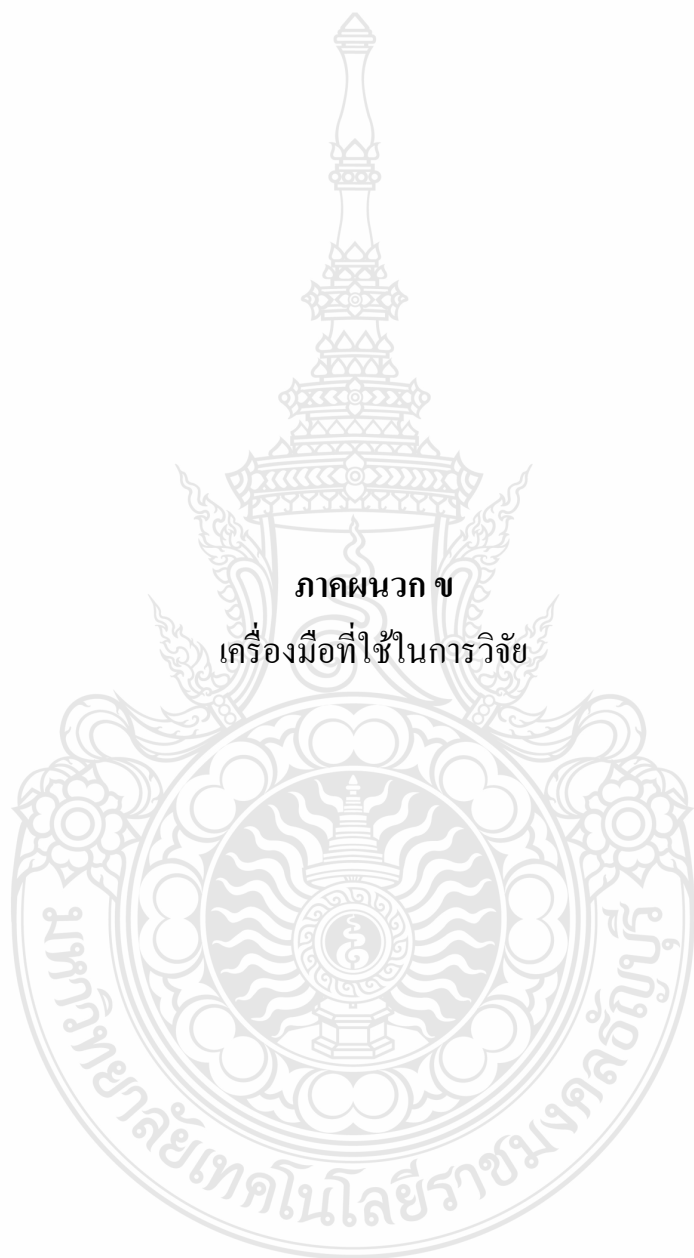 ภาคผนวก ข
เครื่องมือที่ใช้ในการวิจัย
มหาวิทยาลัยเทคโนโลยีราชมงคลธัญบุรี